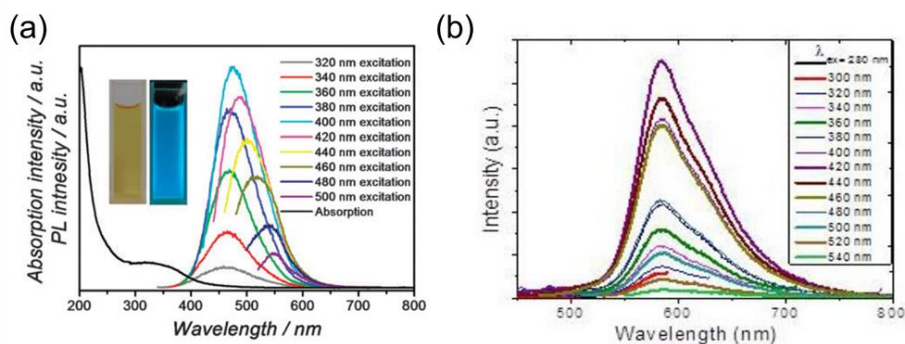 (a)
Absorption intensity / a.u.
PL intnesity / a.u.
320 nm excitation
340 nm excitation
360 nm excitation
380 nm excitation
400 nm excitation
420 nm excitation
440 nm excitation
460 nm excitation
480 nm excitation
500 nm excitation
Absorption
200 300 400 500 600 700 800
Wavelength / nm
(b)
Intensity (a.u.)
λ
ex= 280 nm
300 nm
320 nm
340 nm
360 nm
380 nm
400 nm
420 nm
440 nm
460 nm
480 nm
500 nm
520 nm
540 nm
500 600 700 800
Wavelength (nm)